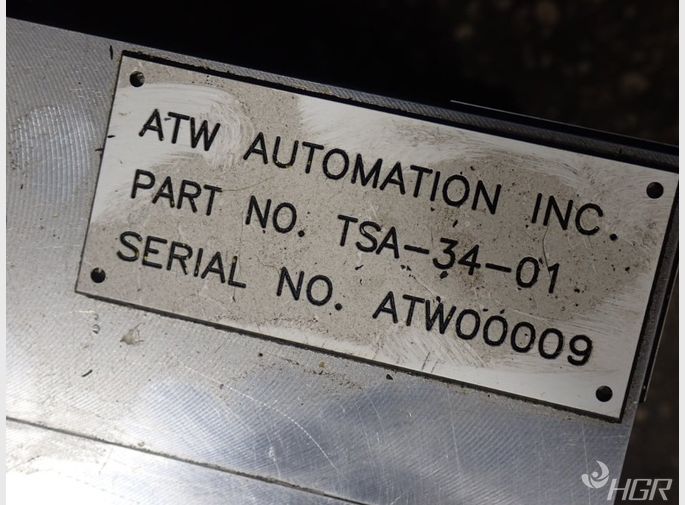 ATW AUTOMATION INC.
PART NO. TSA-34-01
SERIAL NO. ATW00009
HGR